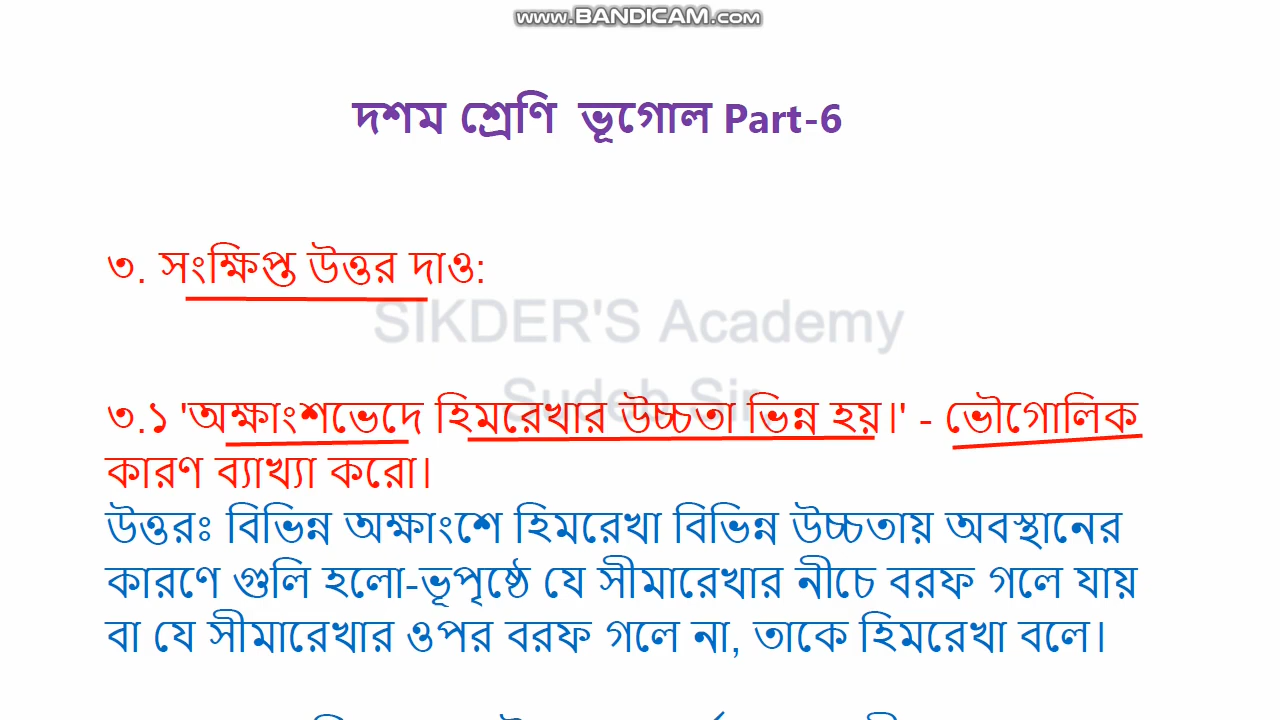 www.BANDICAM.com
দশম শ্রেণি ভূগোল Part-6
৩. সংক্ষিপ্ত উত্তর দাও:
SIKDER'S Academy
Sudeb Sir
৩.১ 'অক্ষাংশভেদে হিমরেখার উচ্চতা ভিন্ন হয়।' - ভৌগোলিক
কারণ ব্যাখ্যা করো।
উত্তরঃ বিভিন্ন অক্ষাংশে হিমরেখা বিভিন্ন উচ্চতায় অবস্থানের
কারণে গুলি হলো-ভূপৃষ্ঠে যে সীমারেখার নীচে বরফ গলে যায়
বা যে সীমারেখার ওপর বরফ গলে না, তাকে হিমরেখা বলে।